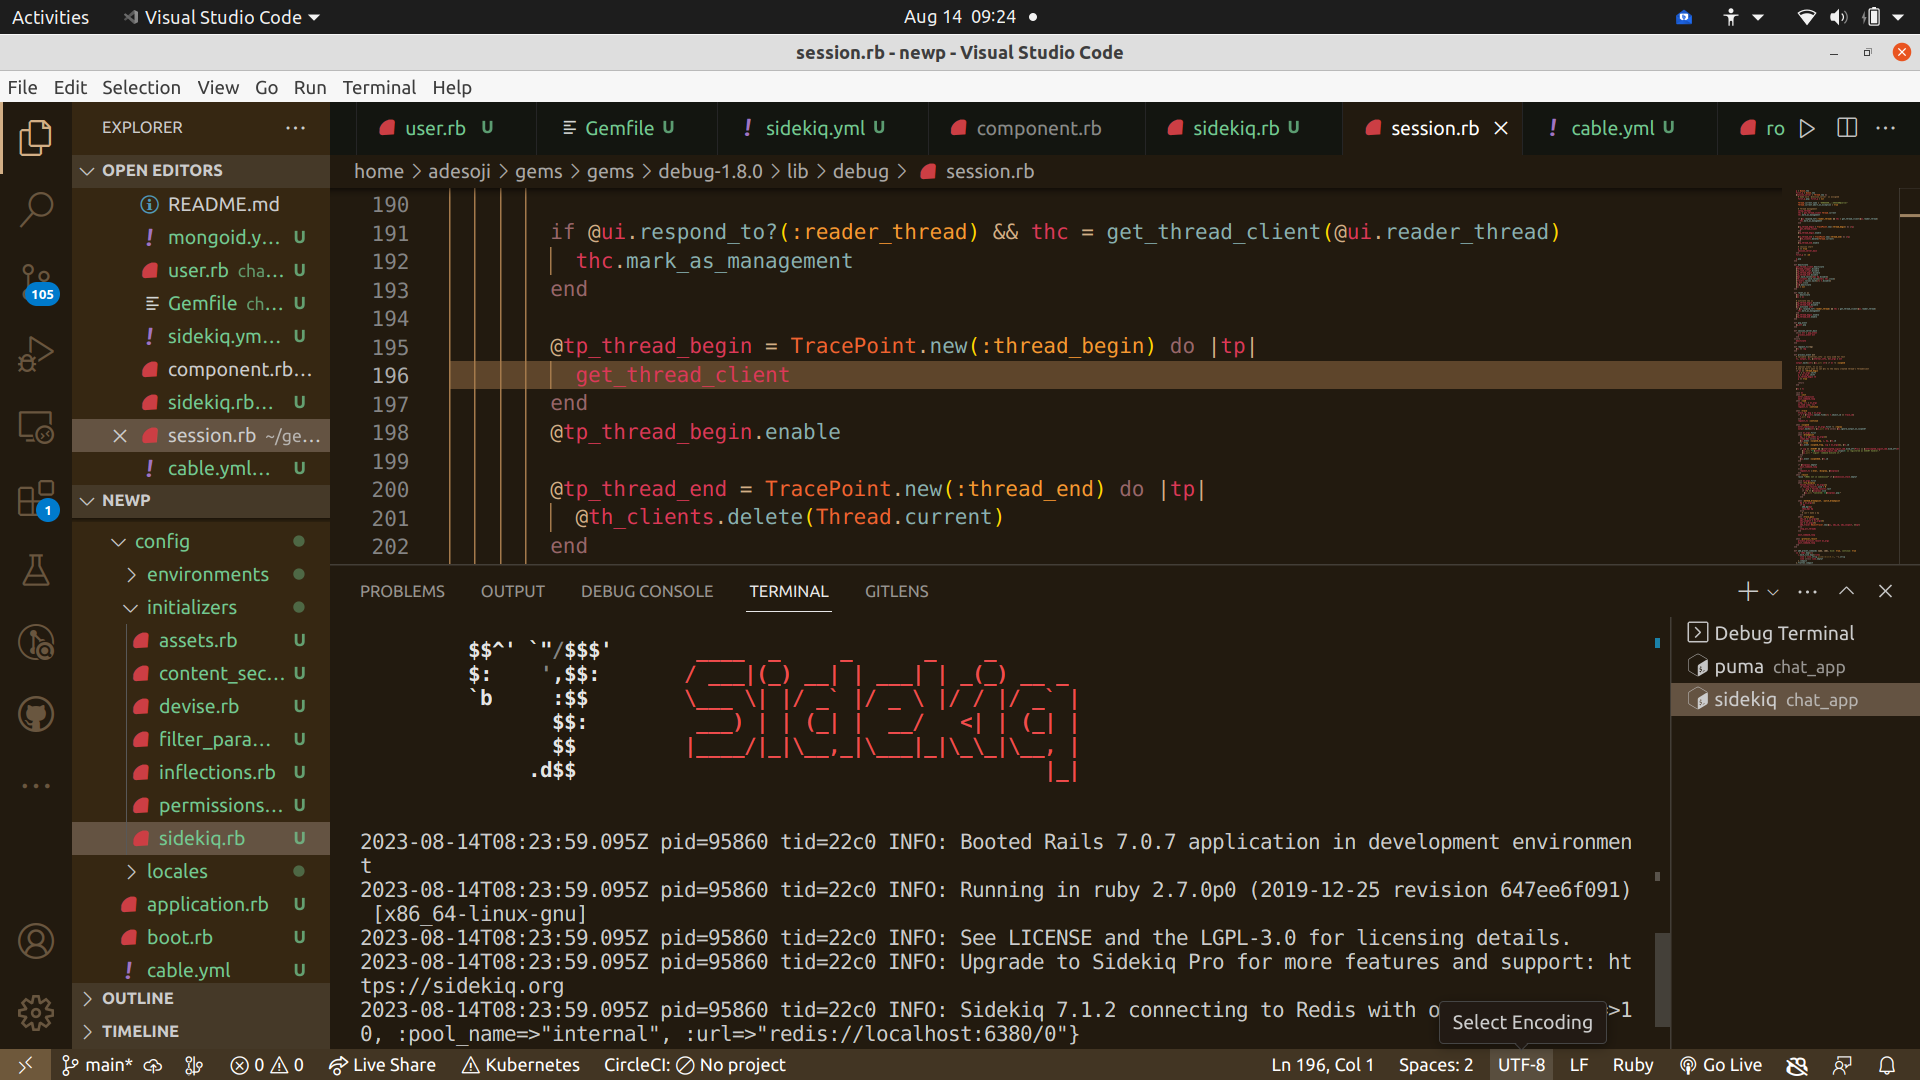 Activities
Visual Studio Code
Aug 14 09:24
session.rb - newp - Visual Studio Code
File Edit Selection View Go Run Terminal Help
EXPLORER
user.rb U
Gemfile U
! sidekiq.yml U
component.rb
sidekiq.rb U
session.rb
! cable.yml U
ro
OPEN EDITORS
home > adesoji > gems > gems > debug-1.8.0 > lib > debug > session.rb
README.md
! mongoid.y... U
user.rb cha... U
Gemfile ch... U
! sidekiq.ym... U
component.rb...
sidekiq.rb... U
session.rb ~/ge...
! cable.yml... U
105
1
NEWP
config
environments
initializers
assets.rb U
content_sec... U
devise.rb U
filter_para... U
inflections.rb U
permissions... U
sidekiq.rb U
locales
application.rb U
boot.rb U
! cable.yml U
OUTLINE
TIMELINE
190
191 if @ui.respond_to?(:reader_thread) && thc = get_thread_client(@ui.reader_thread)
192 thc.mark_as_management
193 end
194
195 @tp_thread_begin = TracePoint.new(:thread_begin) do |tp|
196 get_thread_client
197 end
198 @tp_thread_begin.enable
199
200 @tp_thread_end = TracePoint.new(:thread_end) do |tp|
201 @th_clients.delete(Thread.current)
202 end
PROBLEMS OUTPUT DEBUG CONSOLE TERMINAL GITLENS
Debug Terminal
puma chat_app
sidekiq chat_app
$$^' `"/$$$'
$: ',$$:
`b :$$
$$:
$$
.d$$
Sidekiq
2023-08-14T08:23:59.095Z pid=95860 tid=22c0 INFO: Booted Rails 7.0.7 application in development environmen
t
2023-08-14T08:23:59.095Z pid=95860 tid=22c0 INFO: Running in ruby 2.7.0p0 (2019-12-25 revision 647ee6f091)
[x86_64-linux-gnu]
2023-08-14T08:23:59.095Z pid=95860 tid=22c0 INFO: See LICENSE and the LGPL-3.0 for licensing details.
2023-08-14T08:23:59.095Z pid=95860 tid=22c0 INFO: Upgrade to Sidekiq Pro for more features and support: ht
tps://sidekiq.org
2023-08-14T08:23:59.095Z pid=95860 tid=22c0 INFO: Sidekiq 7.1.2 connecting to Redis with o >1
0, :pool_name=>"internal", :url=>"redis://localhost:6380/0"}
Select Encoding
main* 0 0 Live Share Kubernetes CircleCI: No project Ln 196, Col 1 Spaces: 2 UTF-8 LF Ruby Go Live